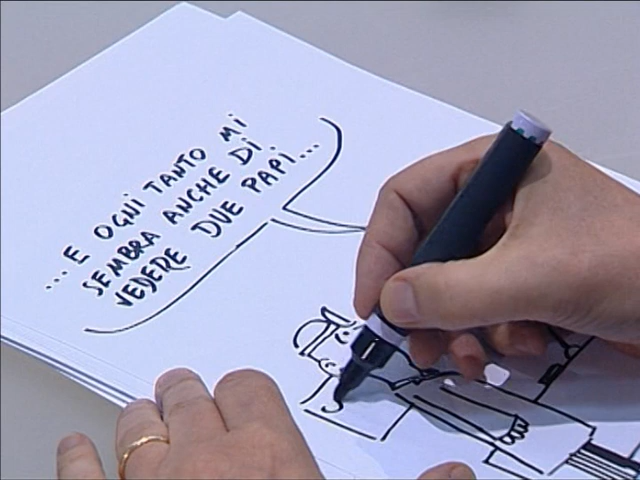 ...E OGNI TANTO MI
SEMBRA ANCHE DI
VEDERE DUE PAPI...